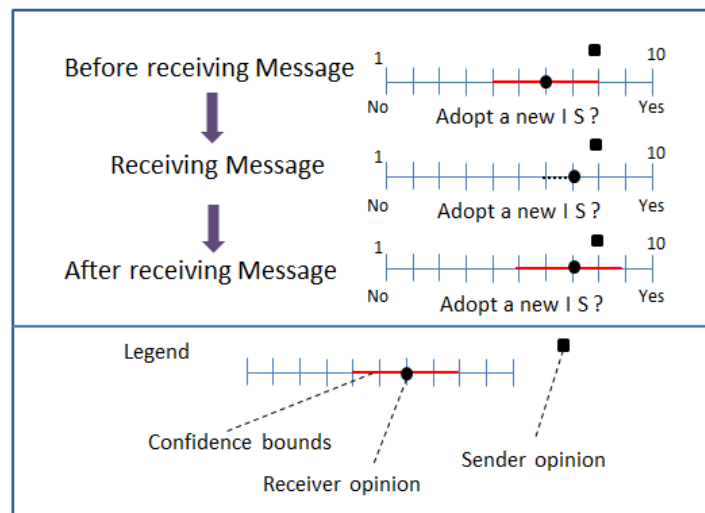 Before receiving Message
1
10
No
Adopt a new I S ?
Yes
Receiving Message
1
10
No
Adopt a new I S ?
Yes
After receiving Message
1
10
No
Adopt a new I S ?
Yes
Legend
Confidence bounds
Receiver opinion
Sender opinion